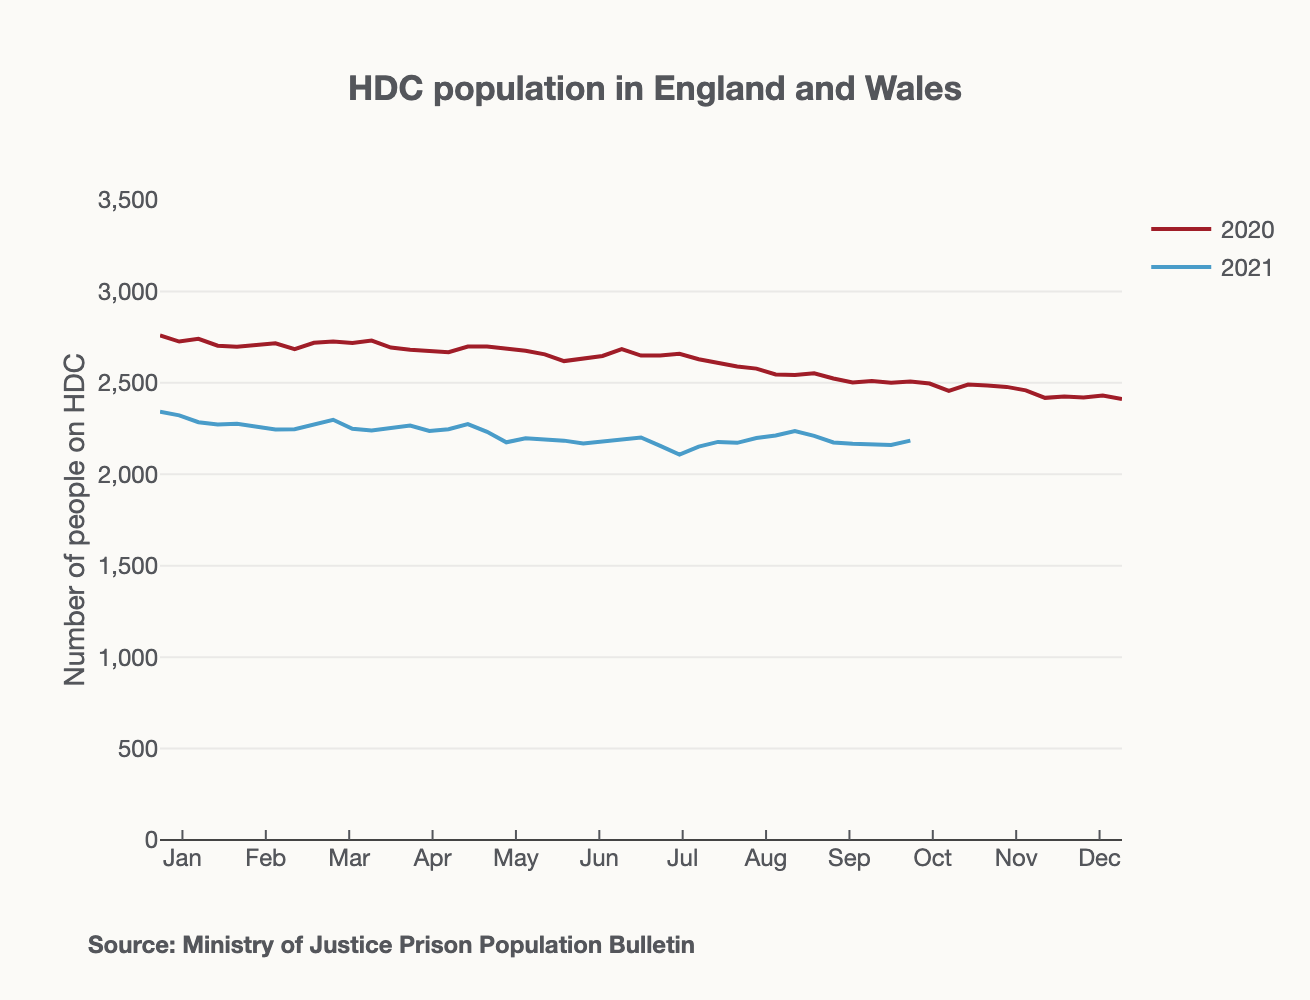 HDC population in England and Wales
3,500
3,000
2,500
2,000
1,500
1,000
500
0
Number of people on HDC
2020
2021
Jan Feb Mar Apr May Jun Jul Aug Sep Oct Nov Dec
Source: Ministry of Justice Prison Population Bulletin